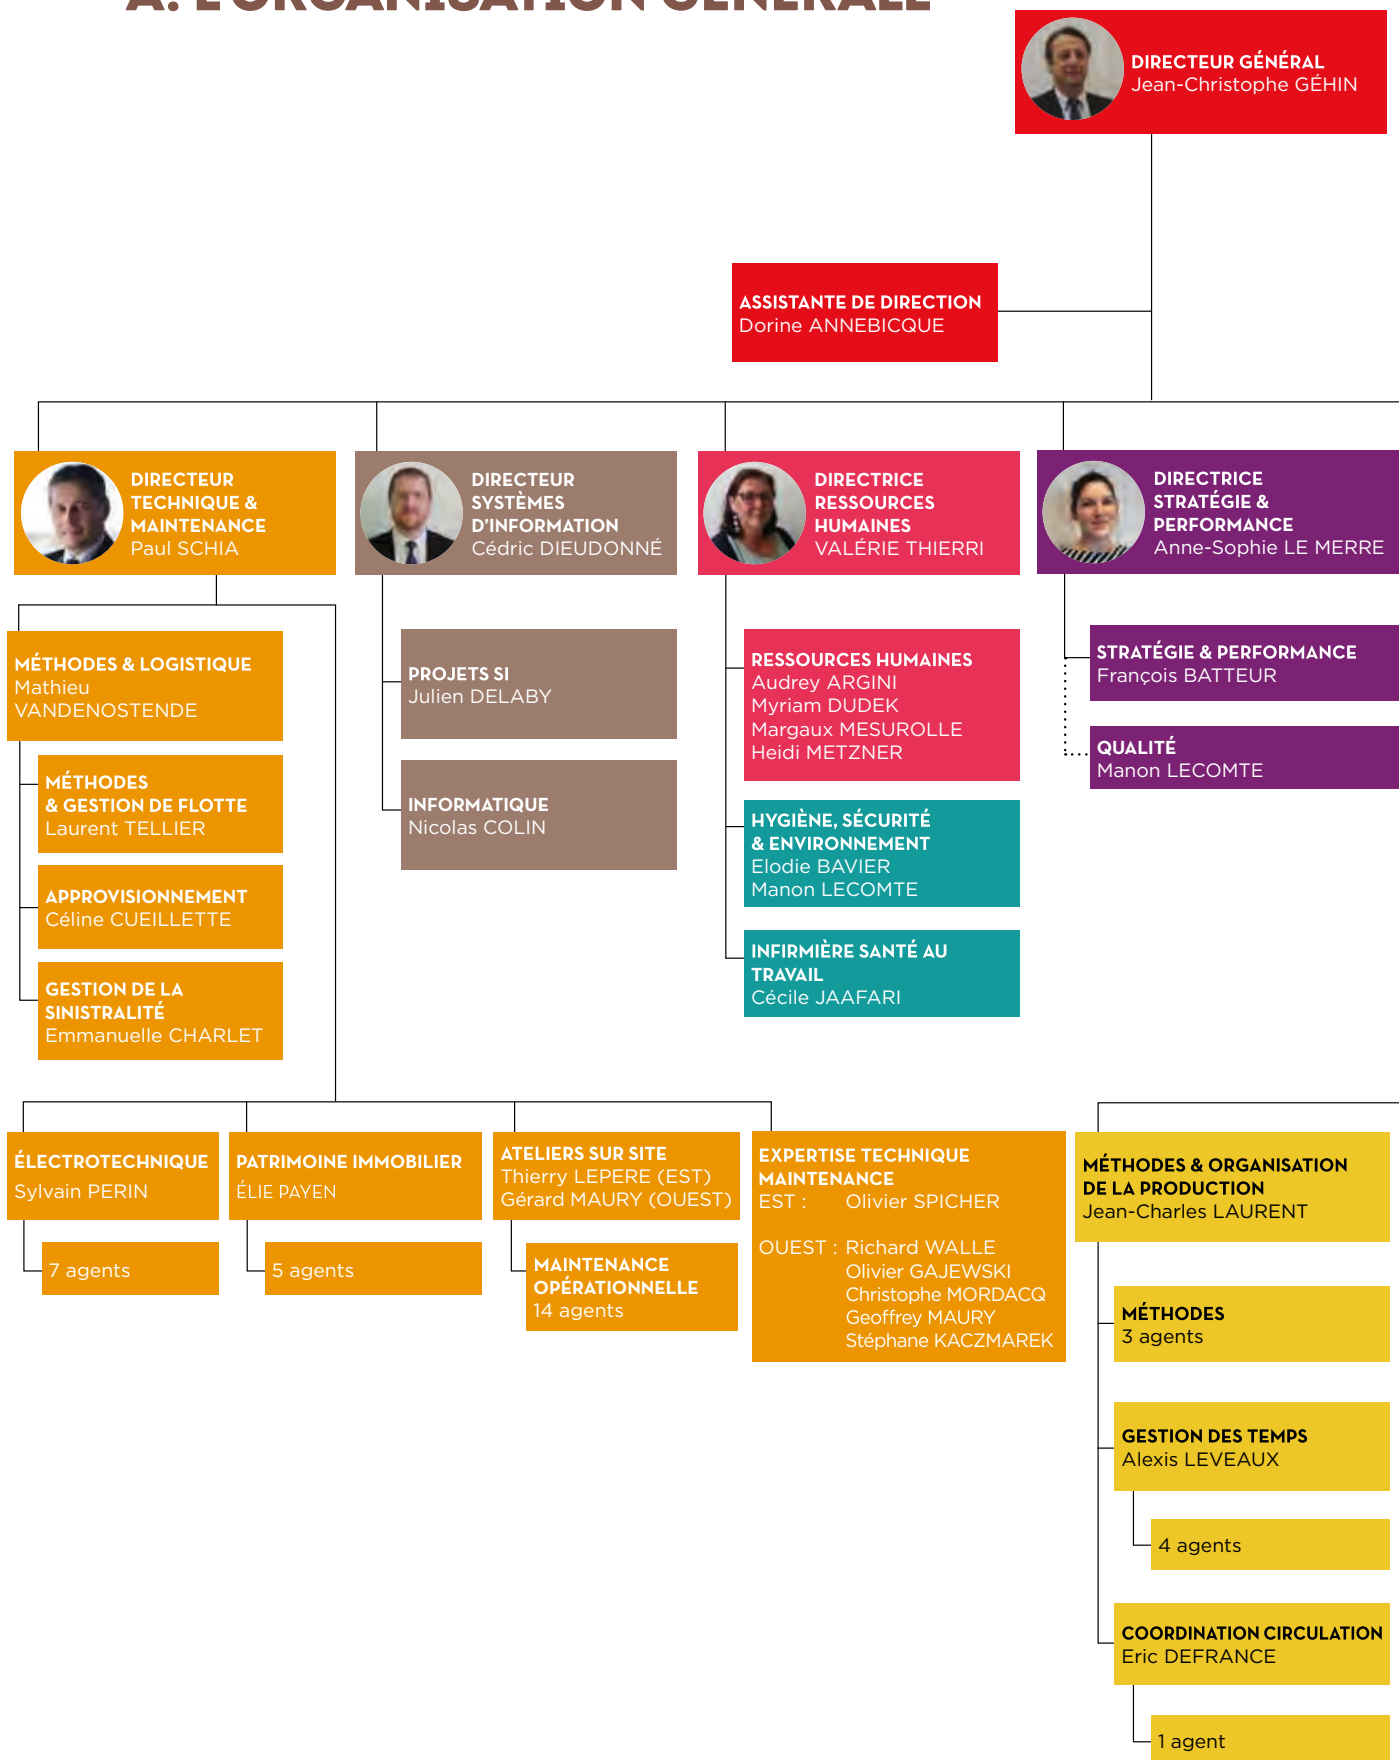 A. L'ORGANISATION GÉNÉRALE
DIRECTEUR GÉNÉRAL
Jean-Christophe GÉHIN
ASSISTANTE DE DIRECTION
Dorine ANNEBICQUE
DIRECTEUR
TECHNIQUE &
MAINTENANCE
Paul SCHIA
DIRECTEUR
SYSTÈMES
D'INFORMATION
Cédric DIEUDONNÉ
DIRECTRICE
RESSOURCES
HUMAINES
VALÉRIE THIERRI
DIRECTRICE
STRATÉGIE &
PERFORMANCE
Anne-Sophie LE MERRE
MÉTHODES & LOGISTIQUE
Mathieu
VANDENOSTENDE
MÉTHODES
& GESTION DE FLOTTE
Laurent TELLIER
APPROVISIONNEMENT
Céline CUEILLETTE
GESTION DE LA
SINISTRALITÉ
Emmanuelle CHARLET
PROJETS SI
Julien DELABY
INFORMATIQUE
Nicolas COLIN
RESSOURCES HUMAINES
Audrey ARGINI
Myriam DUDEK
Margaux MESUROLLE
Heidi METZNER
HYGIÈNE, SÉCURITÉ
& ENVIRONNEMENT
Elodie BAVIER
Manon LECOMTE
INFIRMIÈRE SANTÉ AU
TRAVAIL
Cécile JAAFARI
STRATÉGIE & PERFORMANCE
François BATTEUR
QUALITÉ
Manon LECOMTE
ÉLECTROTECHNIQUE
Sylvain PERIN
7 agents
PATRIMOINE IMMOBILIER
ÉLIE PAYEN
5 agents
ATELIERS SUR SITE
Thierry LEPERE (EST)
Gérard MAURY (OUEST)
MAINTENANCE
OPÉRATIONNELLE
14 agents
EXPERTISE TECHNIQUE
MAINTENANCE
EST : Olivier SPICHER
OUEST : Richard WALLE
Olivier GAJEWSKI
Christophe MORDACQ
Geoffrey MAURY
Stéphane KACZMAREK
MÉTHODES & ORGANISATION
DE LA PRODUCTION
Jean-Charles LAURENT
MÉTHODES
3 agents
GESTION DES TEMPS
Alexis LEVEAUX
4 agents
COORDINATION CIRCULATION
Eric DEFRANCE
1 agent